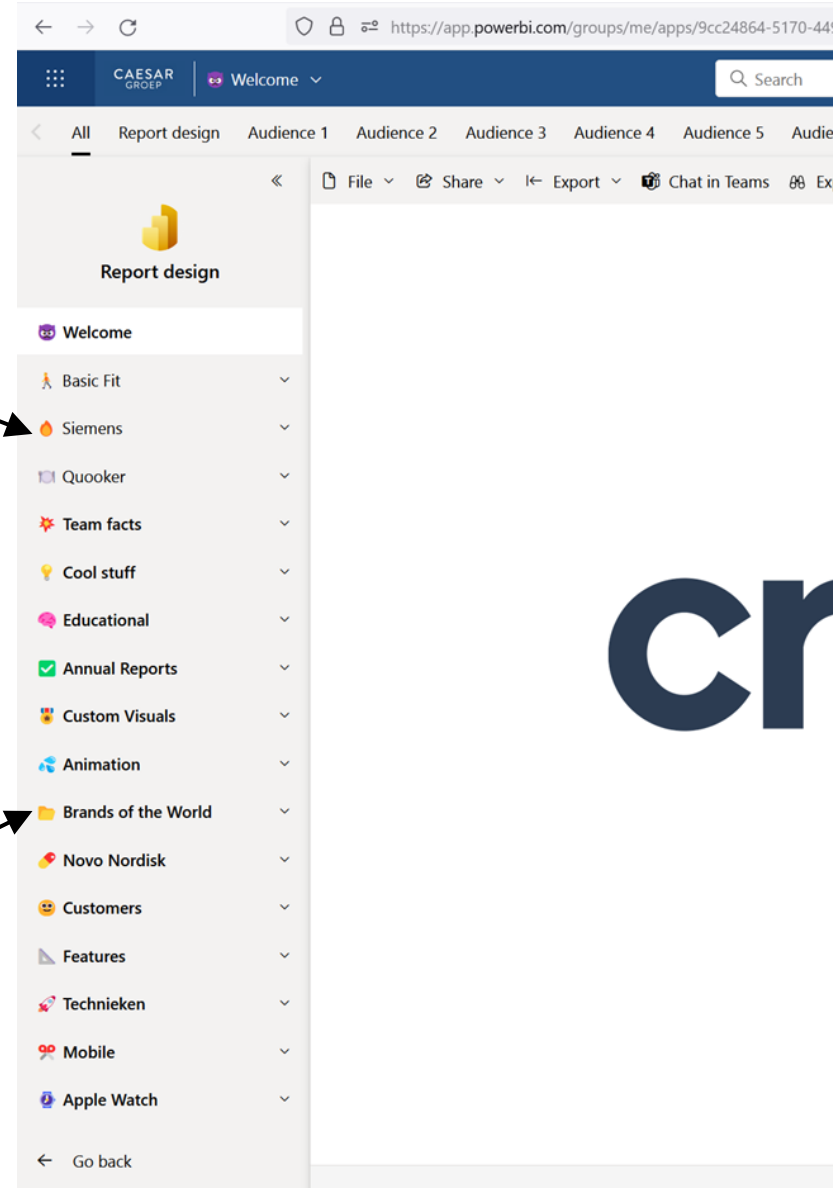 https://app.powerbi.com/groups/me/apps/9cc24864-5170-449
CAESAR
GROEP
Welcome
Search
All Report design Audience 1 Audience 2 Audience 3 Audience 4 Audience 5 Audie
File Share Export Chat in Teams Ex
Report design
Welcome
Basic Fit
Siemens
Quooker
Team facts
Cool stuff
Educational
Annual Reports
Custom Visuals
Animation
Brands of the World
Novo Nordisk
Customers
Features
Technieken
Mobile
Apple Watch
Go back
cr